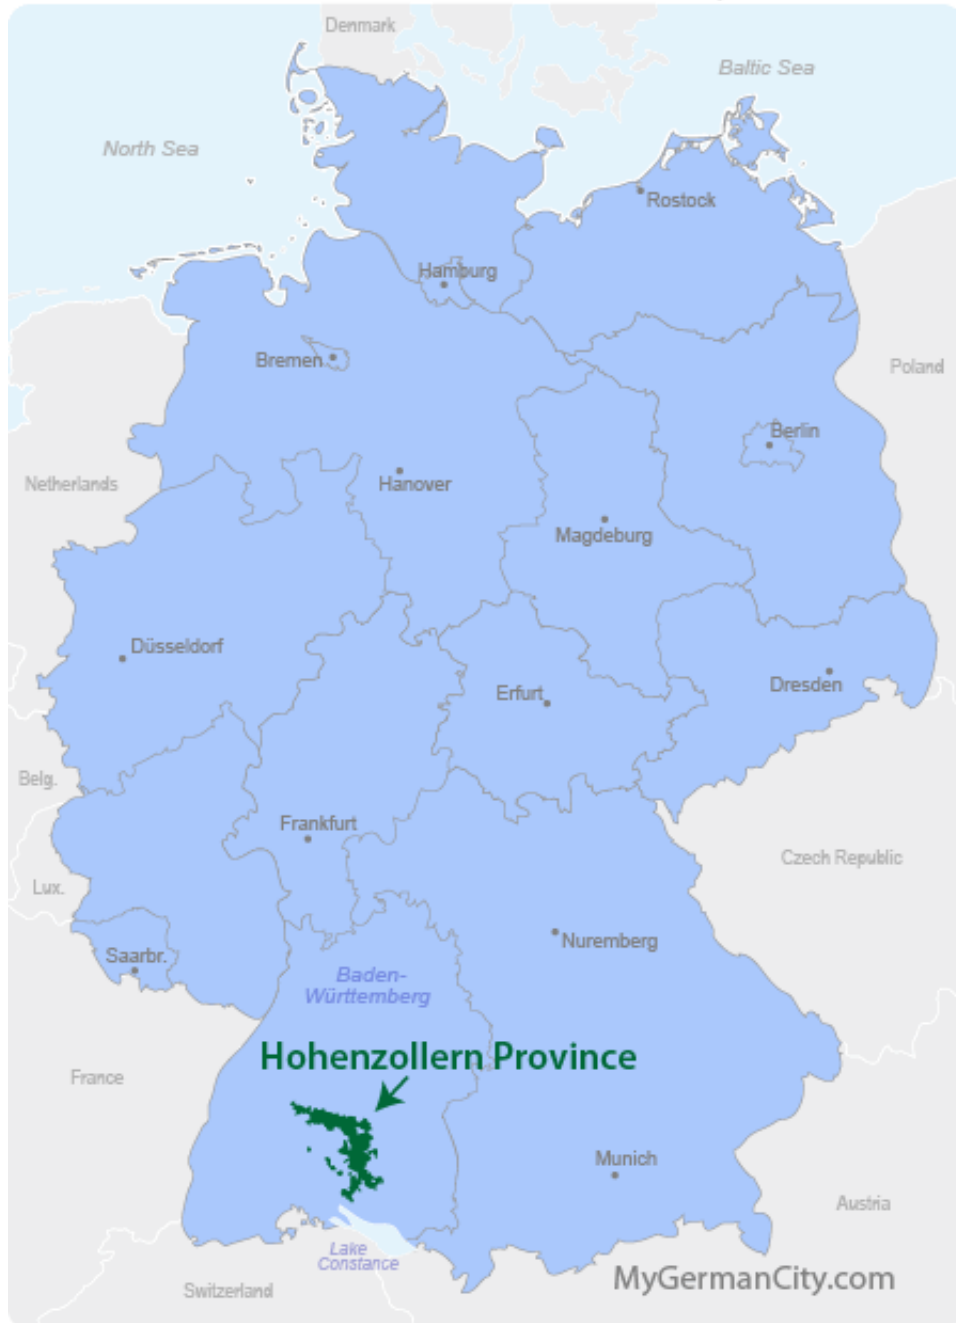 Denmark
Baltic Sea
North Sea
Rostock
Hamburg
Bremen
Poland
Berlin
Netherlands
Hanover
Magdeburg
Düsseldorf
Dresden
Erfurt
Belg.
Frankfurt
Czech Republic
Lux.
Nuremberg
Saarbr.
Baden-
Württemberg
Hohenzollern Province
France
Munich
Austria
Lake
Constance
Switzerland
MyGermanCity.com